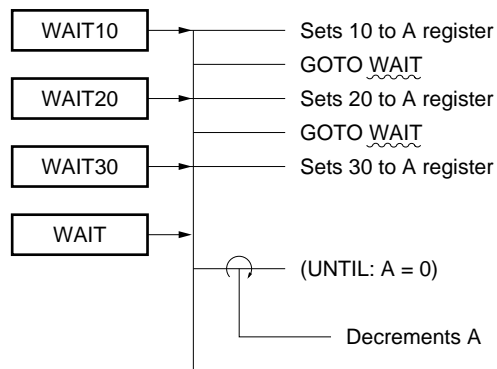 WAIT10 Sets 10 to A register
GOTO WAIT
WAIT20 Sets 20 to A register
GOTO WAIT
WAIT30 Sets 30 to A register
WAIT
(UNTIL: A = 0)
Decrements A